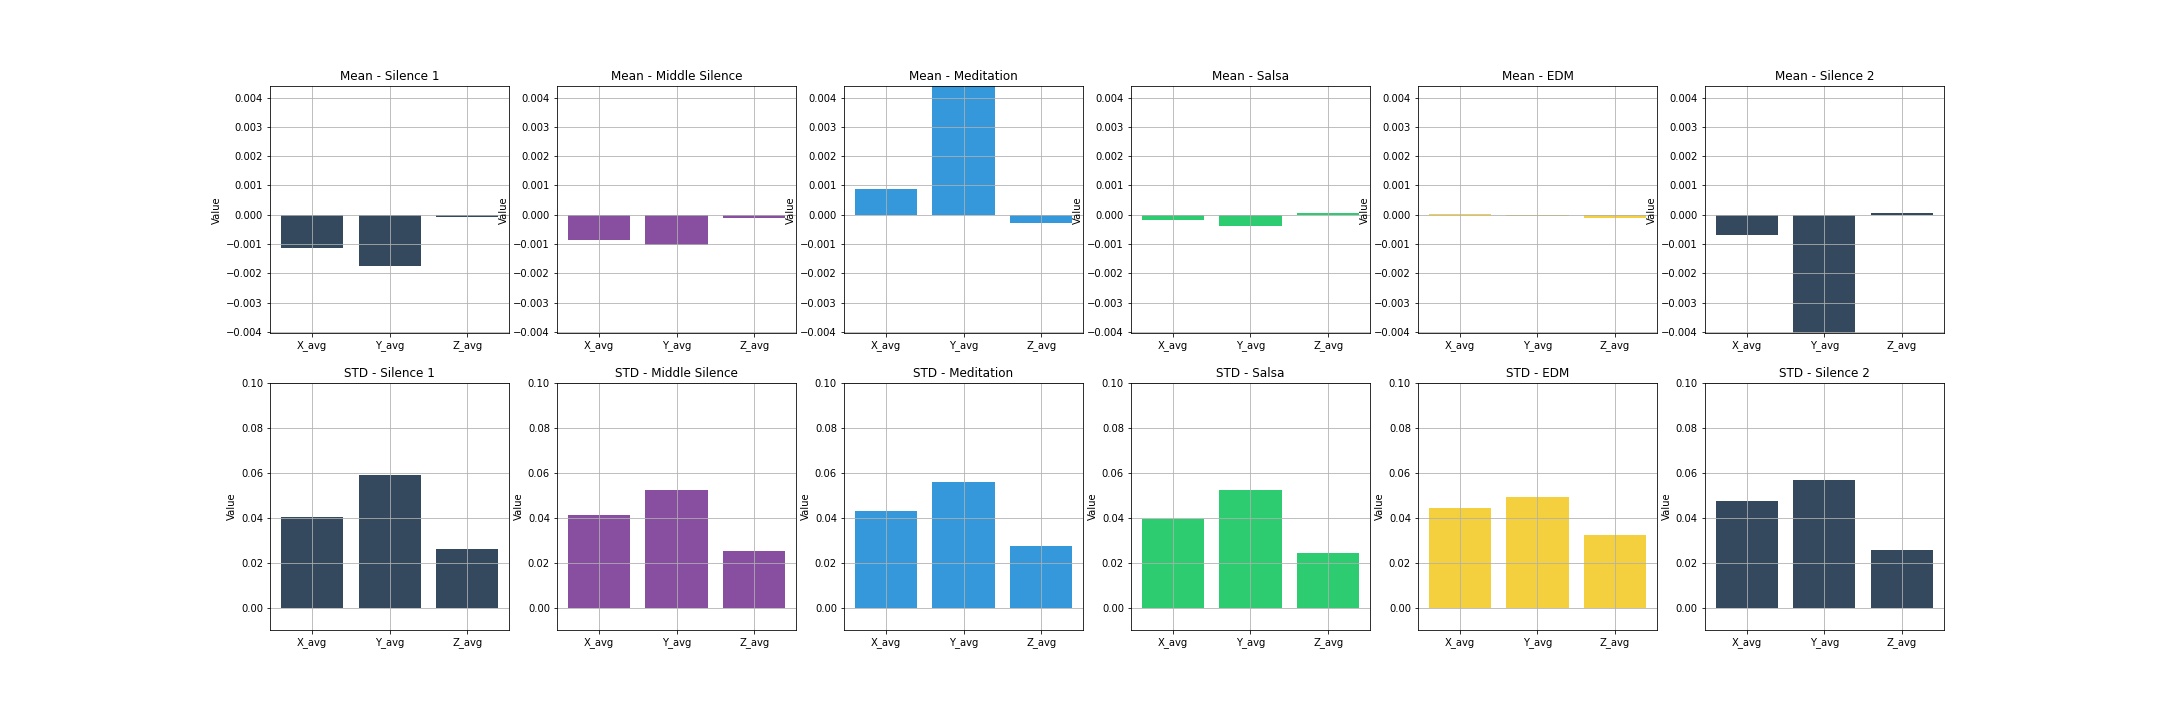 Mean - Silence 1
Value
0.004
0.003
0.002
0.001
0.000
−0.001
−0.002
−0.003
−0.004
X_avg Y_avg Z_avg
Mean - Middle Silence
Value
0.004
0.003
0.002
0.001
0.000
−0.001
−0.002
−0.003
−0.004
X_avg Y_avg Z_avg
Mean - Meditation
Value
0.004
0.003
0.002
0.001
0.000
−0.001
−0.002
−0.003
−0.004
X_avg Y_avg Z_avg
Mean - Salsa
Value
0.004
0.003
0.002
0.001
0.000
−0.001
−0.002
−0.003
−0.004
X_avg Y_avg Z_avg
Mean - EDM
0.004
0.003
0.002
0.001
0.000
−0.001
−0.002
−0.003
−0.004
X_avg Y_avg Z_avg
Mean - Silence 2
Value
0.004
0.003
0.002
0.001
0.000
−0.001
−0.002
−0.003
−0.004
X_avg Y_avg Z_avg
STD - Silence 1
Value
0.10
0.08
0.06
0.04
0.02
0.00
X_avg Y_avg Z_avg
STD - Middle Silence
Value
0.10
0.08
0.06
0.04
0.02
0.00
X_avg Y_avg Z_avg
STD - Meditation
Value
0.10
0.08
0.06
0.04
0.02
0.00
X_avg Y_avg Z_avg
STD - Salsa
Value
0.10
0.08
0.06
0.04
0.02
0.00
X_avg Y_avg Z_avg
STD - EDM
Value
0.10
0.08
0.06
0.04
0.02
0.00
X_avg Y_avg Z_avg
STD - Silence 2
Value
0.10
0.08
0.06
0.04
0.02
0.00
X_avg Y_avg Z_avg